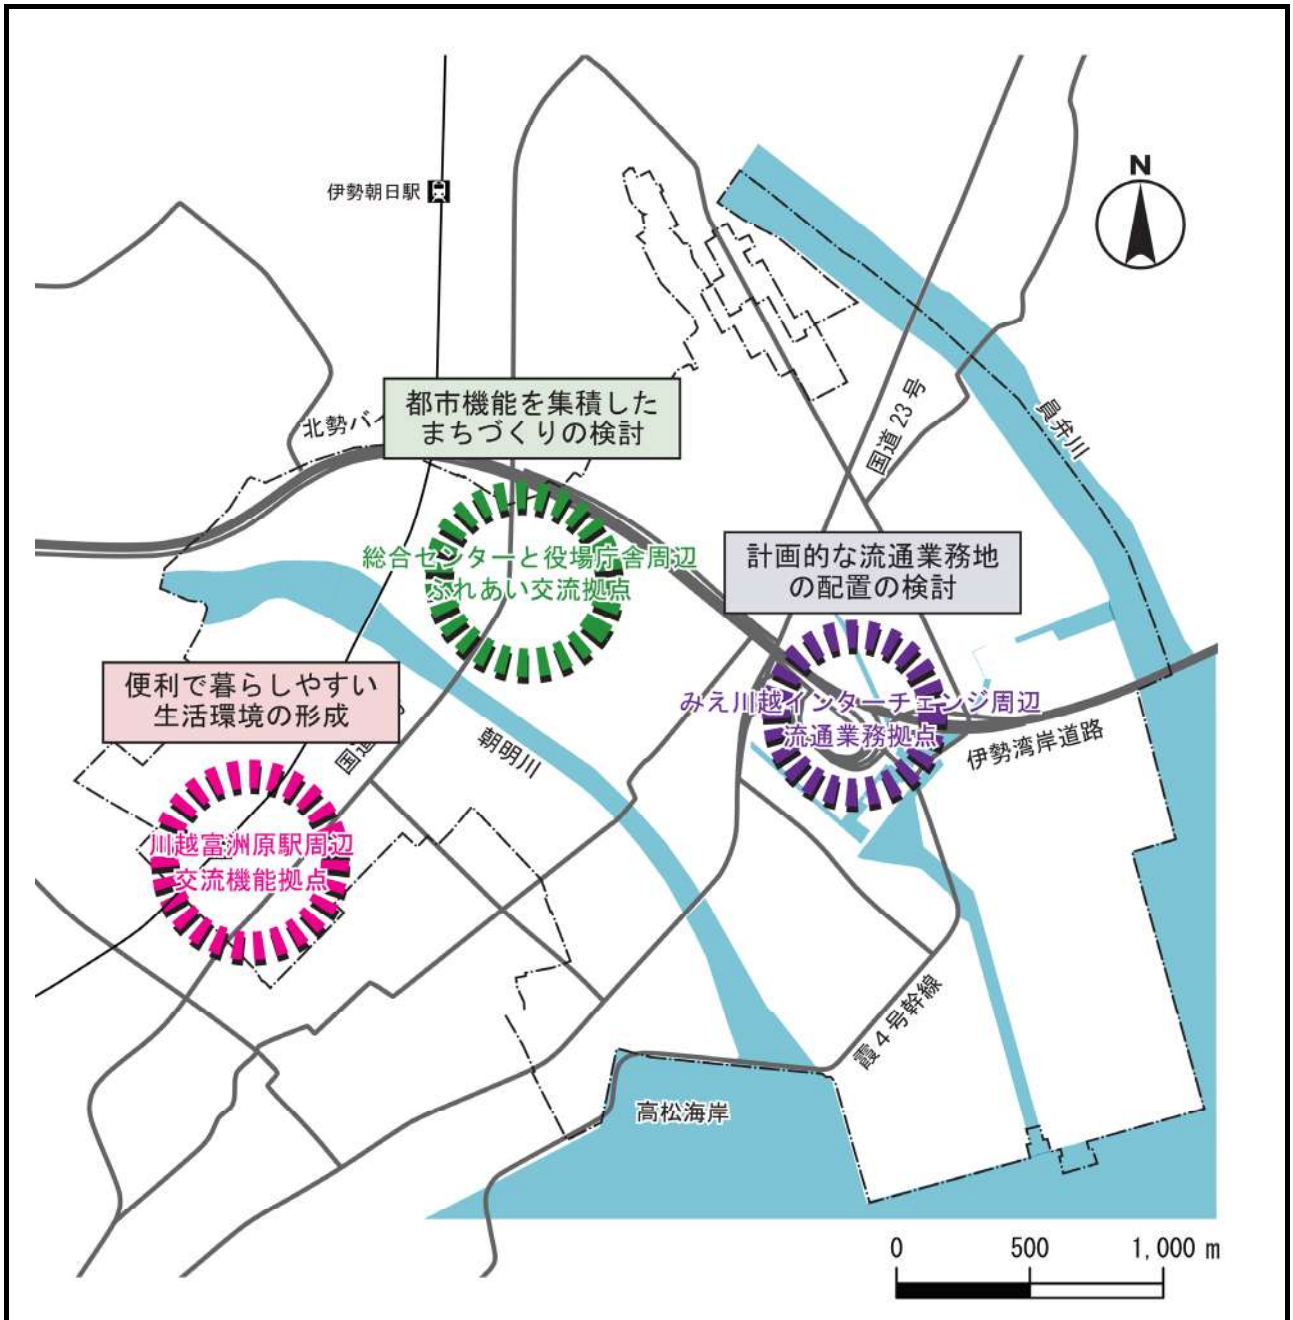 N
伊勢朝日駅
都市機能を集積した
まちづくりの検討
北勢バイ
国道23号
員弁川
総合センターと役場庁舎周辺
ふれあい交流拠点
計画的な流通業務地
の配置の検討
便利で暮らしやすい
生活環境の形成
みえ川越インターチェンジ周辺
流通業務拠点
国道
朝明川
伊勢湾岸道路
川越富洲原駅周辺
交流機能拠点
霞4号幹線
高松海岸
0 500 1,000 m